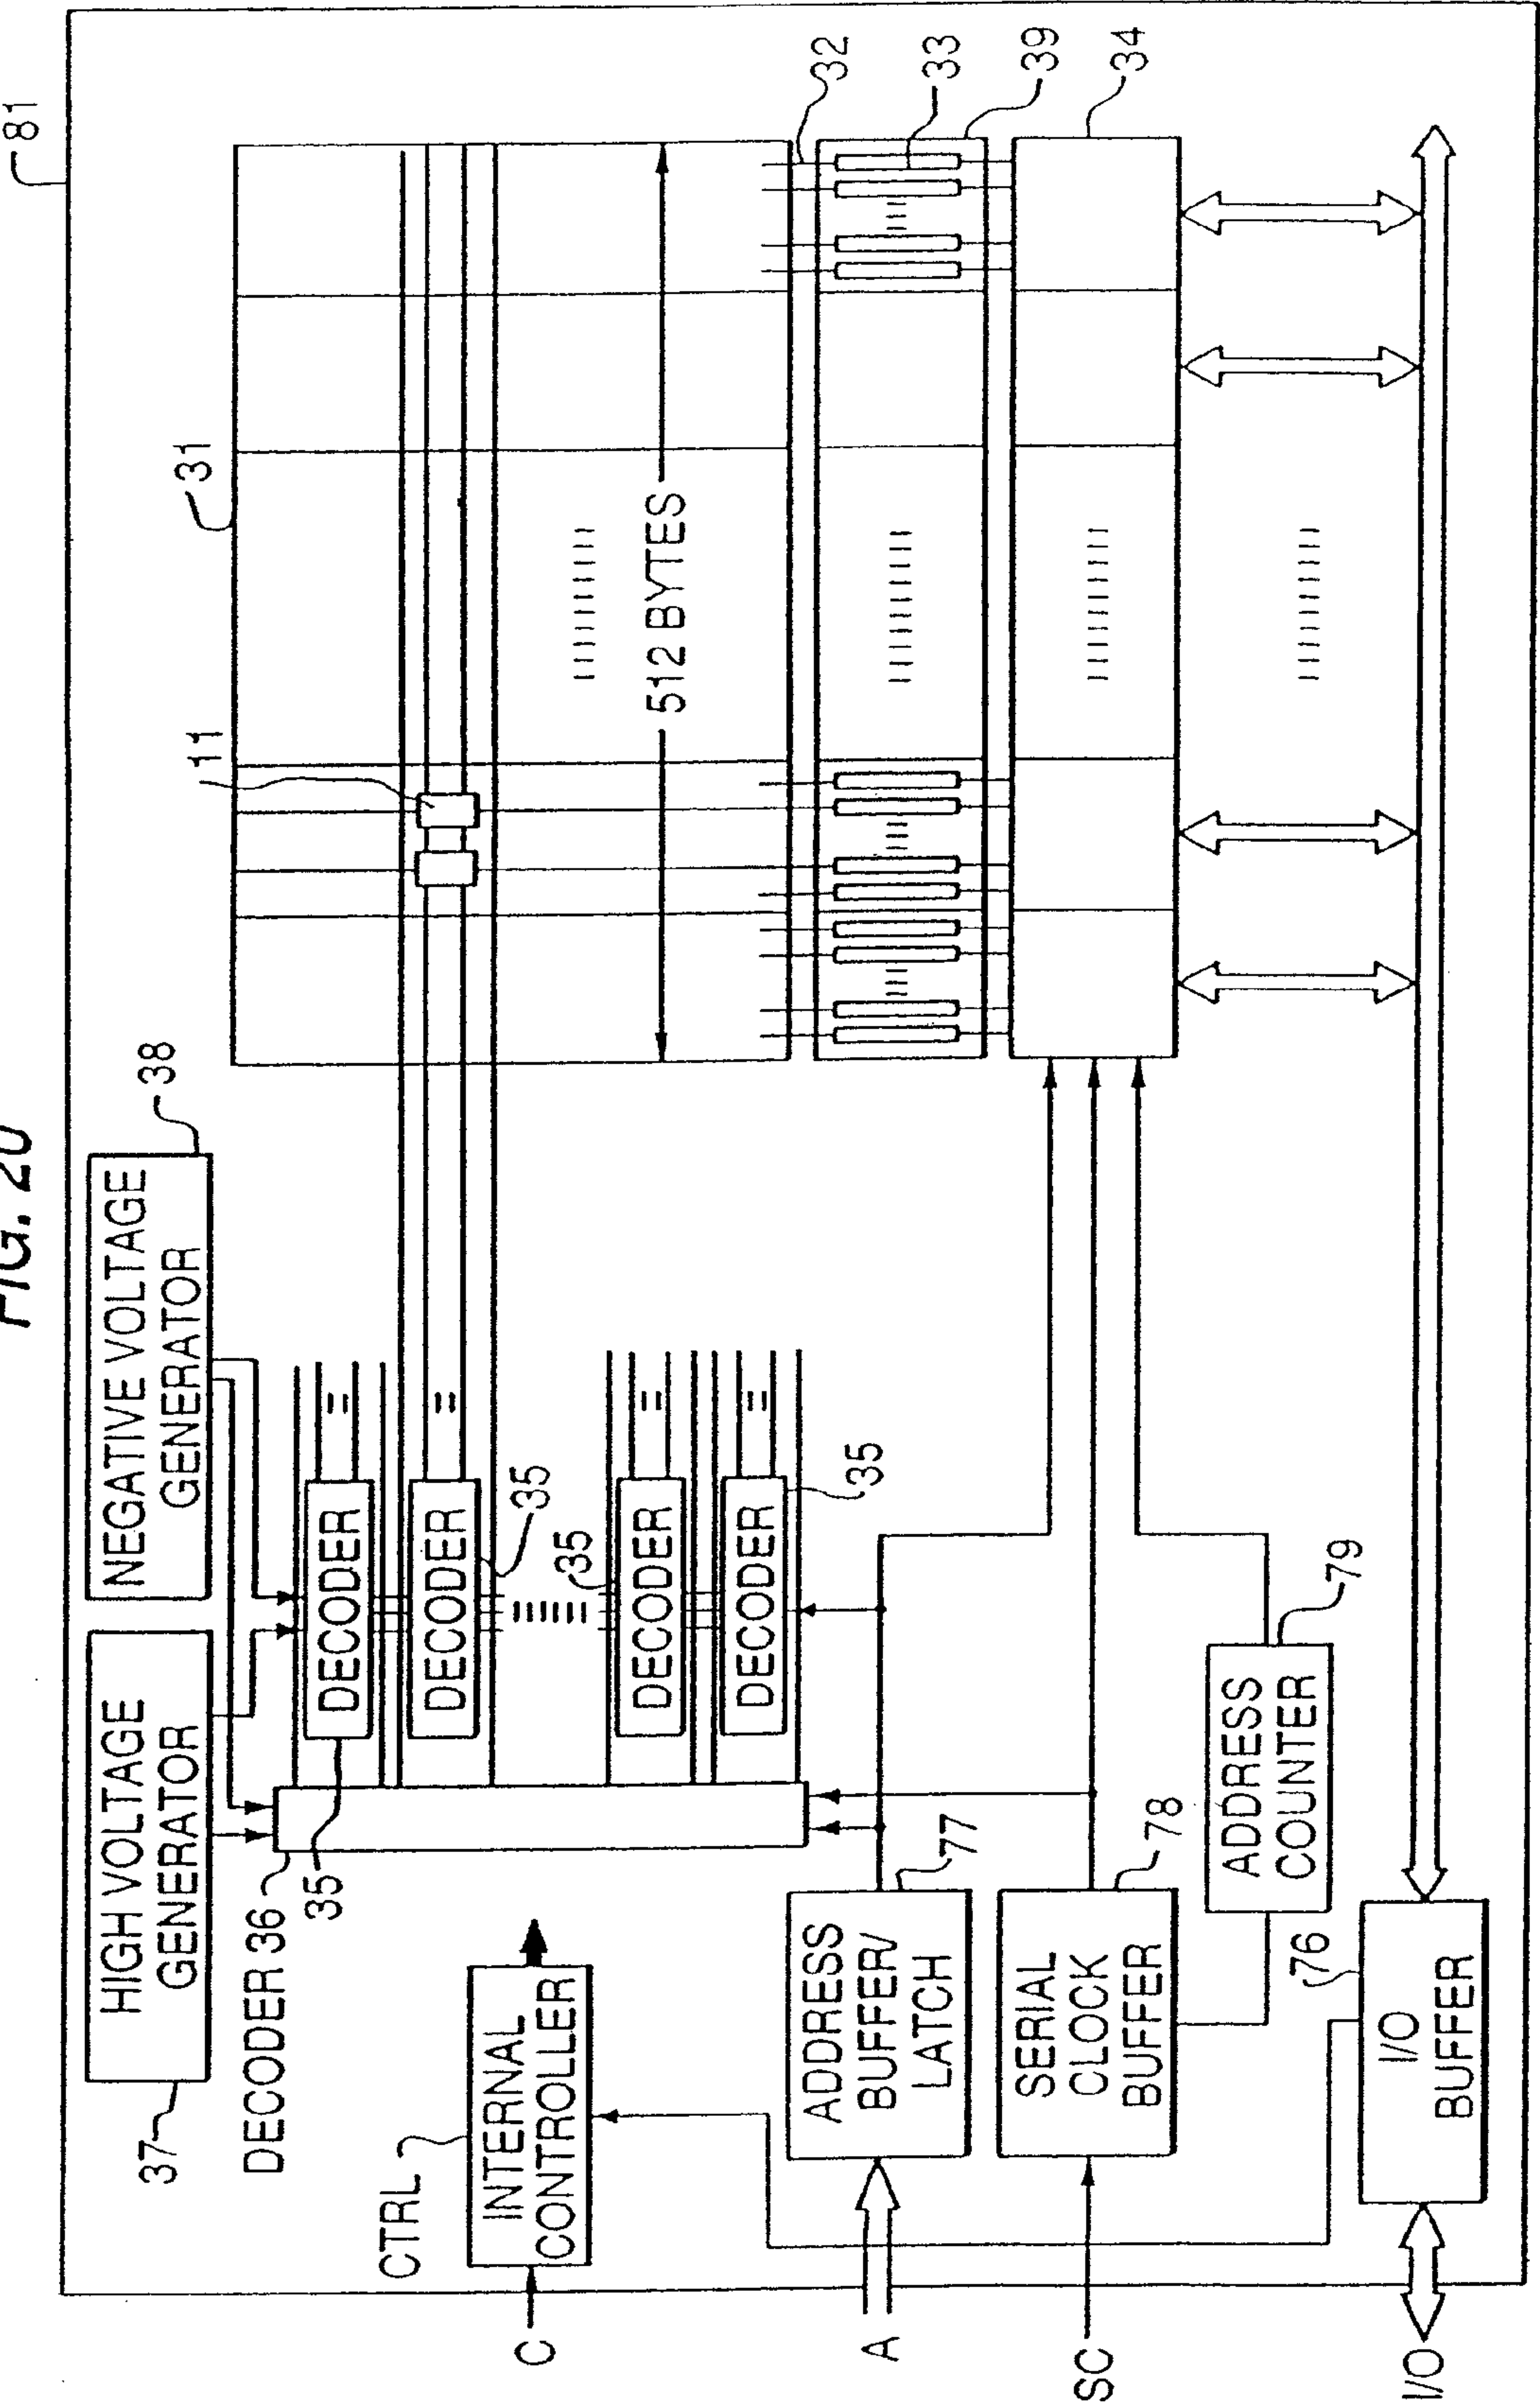 FIG. 20
81
HIGH VOLTAGE
GENERATOR
37
NEGATIVE VOLTAGE
GENERATOR
38
11
31
DECODER 36
35
DECODER
DECODER
35
35
DECODER
DECODER
35
512 BYTES
32
33
39
34
CTRL
INTERNAL
CONTROLLER
C
ADDRESS
BUFFER/
LATCH
77
A
SERIAL
CLOCK
BUFFER
78
SC
ADDRESS
COUNTER
79
76
I/O
BUFFER
I/O